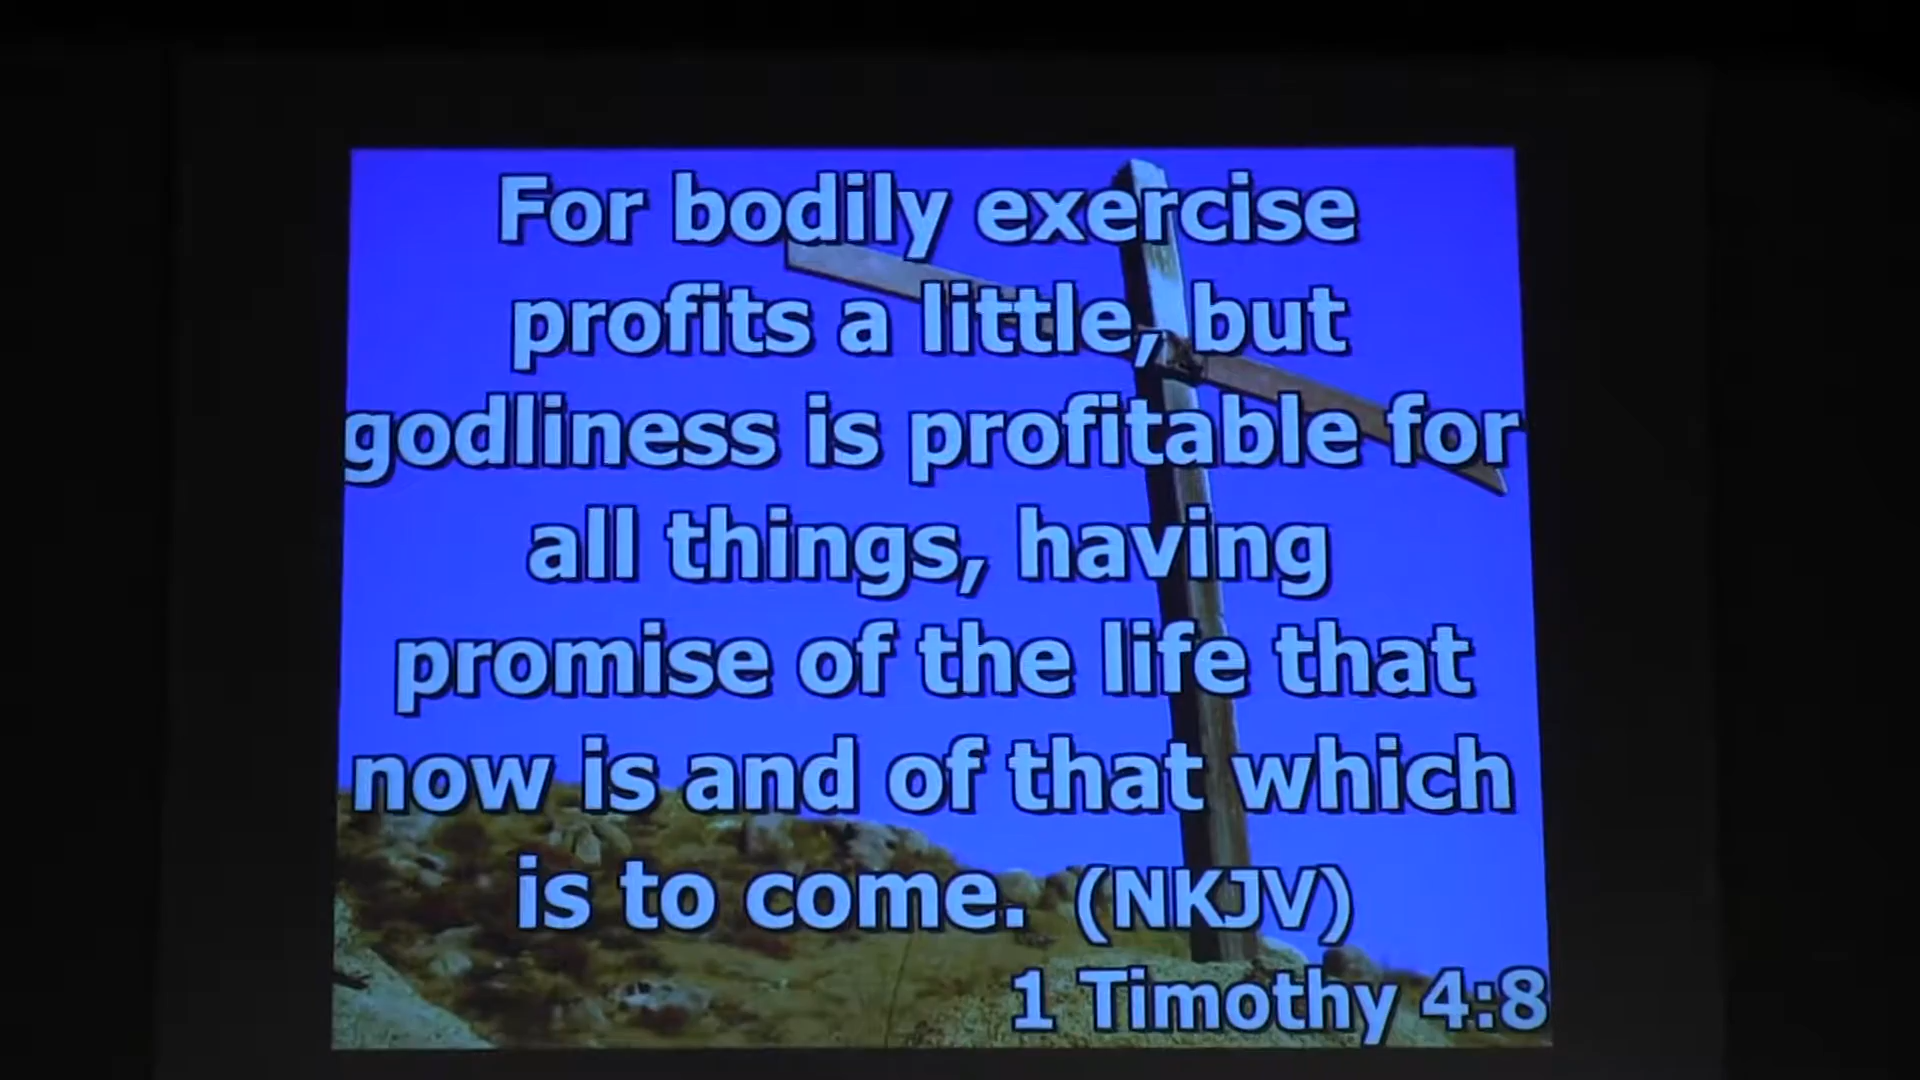 For bodily exercise
profits a little, but
godliness is profitable for
all things, having
promise of the life that
now is and of that which
is to come. (NKJV)
1 Timothy 4:8